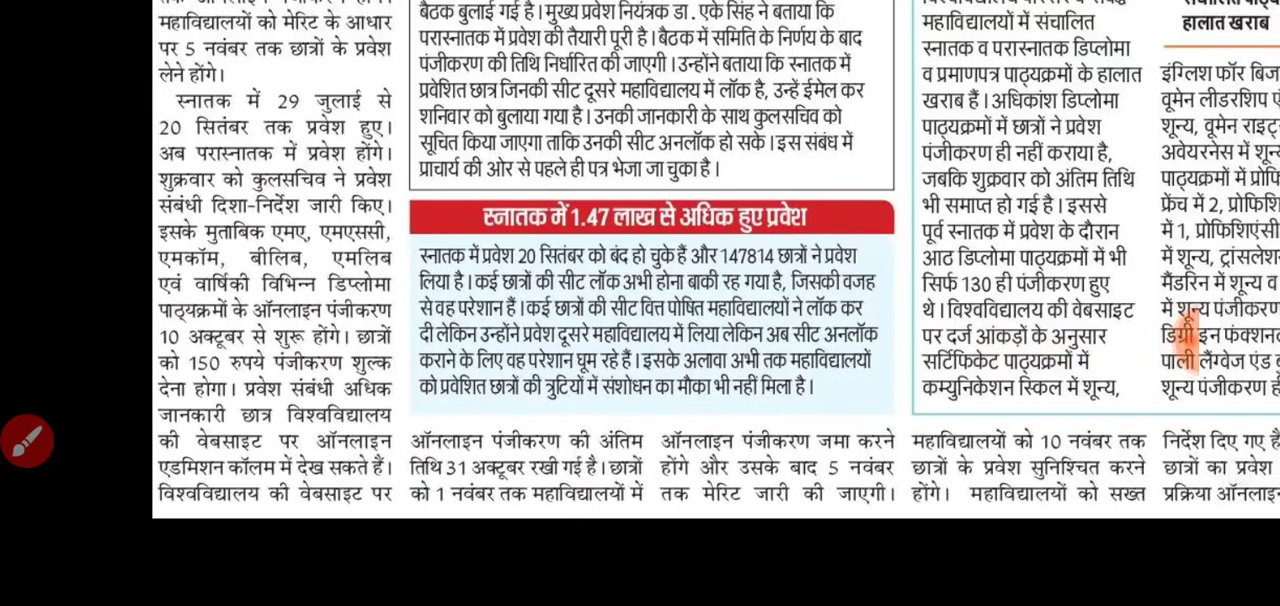 महाविद्यालयों को मेरिट के आधार
पर 5 नवंबर तक छात्रों के प्रवेश
लेने होंगे।
स्नातक में 29 जुलाई से
20 सितंबर तक प्रवेश हुए।
अब परास्नातक में प्रवेश होंगे।
शुक्रवार को कुलसचिव ने प्रवेश
संबंधी दिशा-निर्देश जारी किए।
इसके मुताबिक एमए, एमएससी,
एमकॉम, बीलिब, एमलिब
एवं वार्षिकी विभिन्न डिप्लोमा
पाठ्यक्रमों के ऑनलाइन पंजीकरण
10 अक्टूबर से शुरू होंगे। छात्रों
को 150 रुपये पंजीकरण शुल्क
देना होगा। प्रवेश संबंधी अधिक
जानकारी छात्र विश्वविद्यालय
की वेबसाइट पर ऑनलाइन
एडमिशन कॉलम में देख सकते हैं।
विश्वविद्यालय की वेबसाइट पर
बैठक बुलाई गई है। मुख्य प्रवेश नियंत्रक डा. एके सिंह ने बताया कि
परास्नातक में प्रवेश की तैयारी पूरी है। बैठक में समिति के निर्णय के बाद
पंजीकरण की तिथि निर्धारित की जाएगी। उन्होंने बताया कि स्नातक में
प्रवेशित छात्र जिनकी सीट दूसरे महाविद्यालय में लॉक है, उन्हें ईमेल कर
शनिवार को बुलाया गया है। उनकी जानकारी के साथ कुलसचिव को
सूचित किया जाएगा ताकि उनकी सीट अनलॉक हो सके। इस संबंध में
प्राचार्य की ओर से पहले ही पत्र भेजा जा चुका है।
स्नातक में 1.47 लाख से अधिक हुए प्रवेश
स्नातक में प्रवेश 20 सितंबर को बंद हो चुके हैं और 147814 छात्रों ने प्रवेश
लिया है। कई छात्रों की सीट लॉक अभी होना बाकी रह गया है, जिसकी वजह
से वह परेशान हैं। कई छात्रों की सीट वित्त पोषित महाविद्यालयों ने लॉक कर
दी लेकिन उन्होंने प्रवेश दूसरे महाविद्यालय में लिया लेकिन अब सीट अनलॉक
कराने के लिए वह परेशान घूम रहे हैं। इसके अलावा अभी तक महाविद्यालयों
को प्रवेशित छात्रों की त्रुटियों में संशोधन का मौका भी नहीं मिला है।
ऑनलाइन पंजीकरण की अंतिम
तिथि 31 अक्टूबर रखी गई है। छात्रों
को 1 नवंबर तक महाविद्यालयों में
ऑनलाइन पंजीकरण जमा करने
होंगे और उसके बाद 5 नवंबर
तक मेरिट जारी की जाएगी।
महाविद्यालयों में संचालित
स्नातक व परास्नातक डिप्लोमा
व प्रमाणपत्र पाठ्यक्रमों के हालात
खराब हैं। अधिकांश डिप्लोमा
पाठ्यक्रमों में छात्रों ने प्रवेश
पंजीकरण ही नहीं कराया है,
जबकि शुक्रवार को अंतिम तिथि
भी समाप्त हो गई है। इससे
पूर्व स्नातक में प्रवेश के दौरान
आठ डिप्लोमा पाठ्यक्रमों में भी
सिर्फ 130 ही पंजीकरण हुए
थे। विश्वविद्यालय की वेबसाइट
पर दर्ज आंकड़ों के अनुसार
सर्टिफिकेट पाठ्यक्रमों में
कम्युनिकेशन स्किल में शून्य,
महाविद्यालयों को 10 नवंबर तक
छात्रों के प्रवेश सुनिश्चित करने
होंगे। महाविद्यालयों को सख्त
हालात खराब
इंग्लिश फॉर बिज
वूमेन लीडरशिप
शून्य, वूमेन राइट्
अवेयरनेस में शून्
पाठ्यक्रमों में प्रोफि
फ्रेंच में 2, प्रोफिशि
में 1, प्रोफिशिएंसी
में शून्य, ट्रांसलेश
मैंडरिन में शून्य व
में शून्य पंजीकरण
डिग्री इन फंक्शन
पाली लैंग्वेज एंड
शून्य पंजीकरण
निर्देश दिए गए
छात्रों का प्रवेश
प्रक्रिया ऑनलाइ